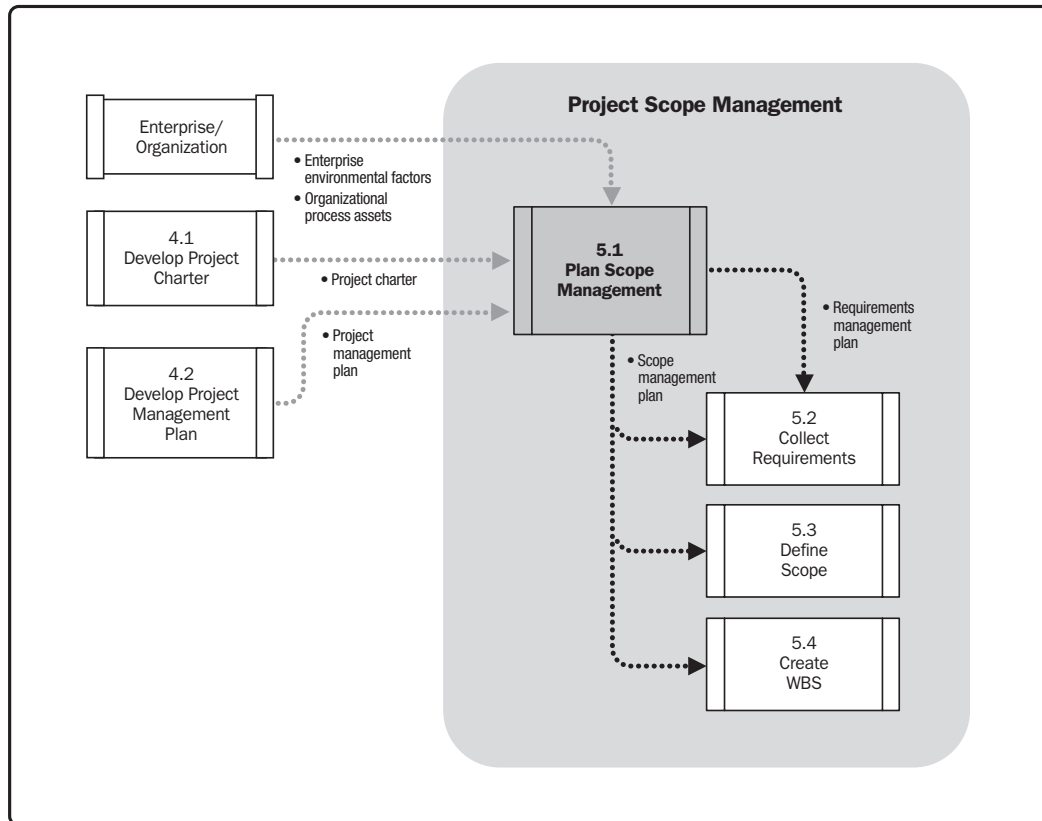 Project Scope Management
Enterprise/
Organization
• Enterprise
environmental factors
• Organizational
process assets
4.1
Develop Project
Charter
• Project charter
5.1
Plan Scope
Management
4.2
Develop Project
Management
Plan
• Project
management
plan
• Requirements
management
plan
• Scope
management
plan
5.2
Collect
Requirements
5.3
Define
Scope
5.4
Create
WBS